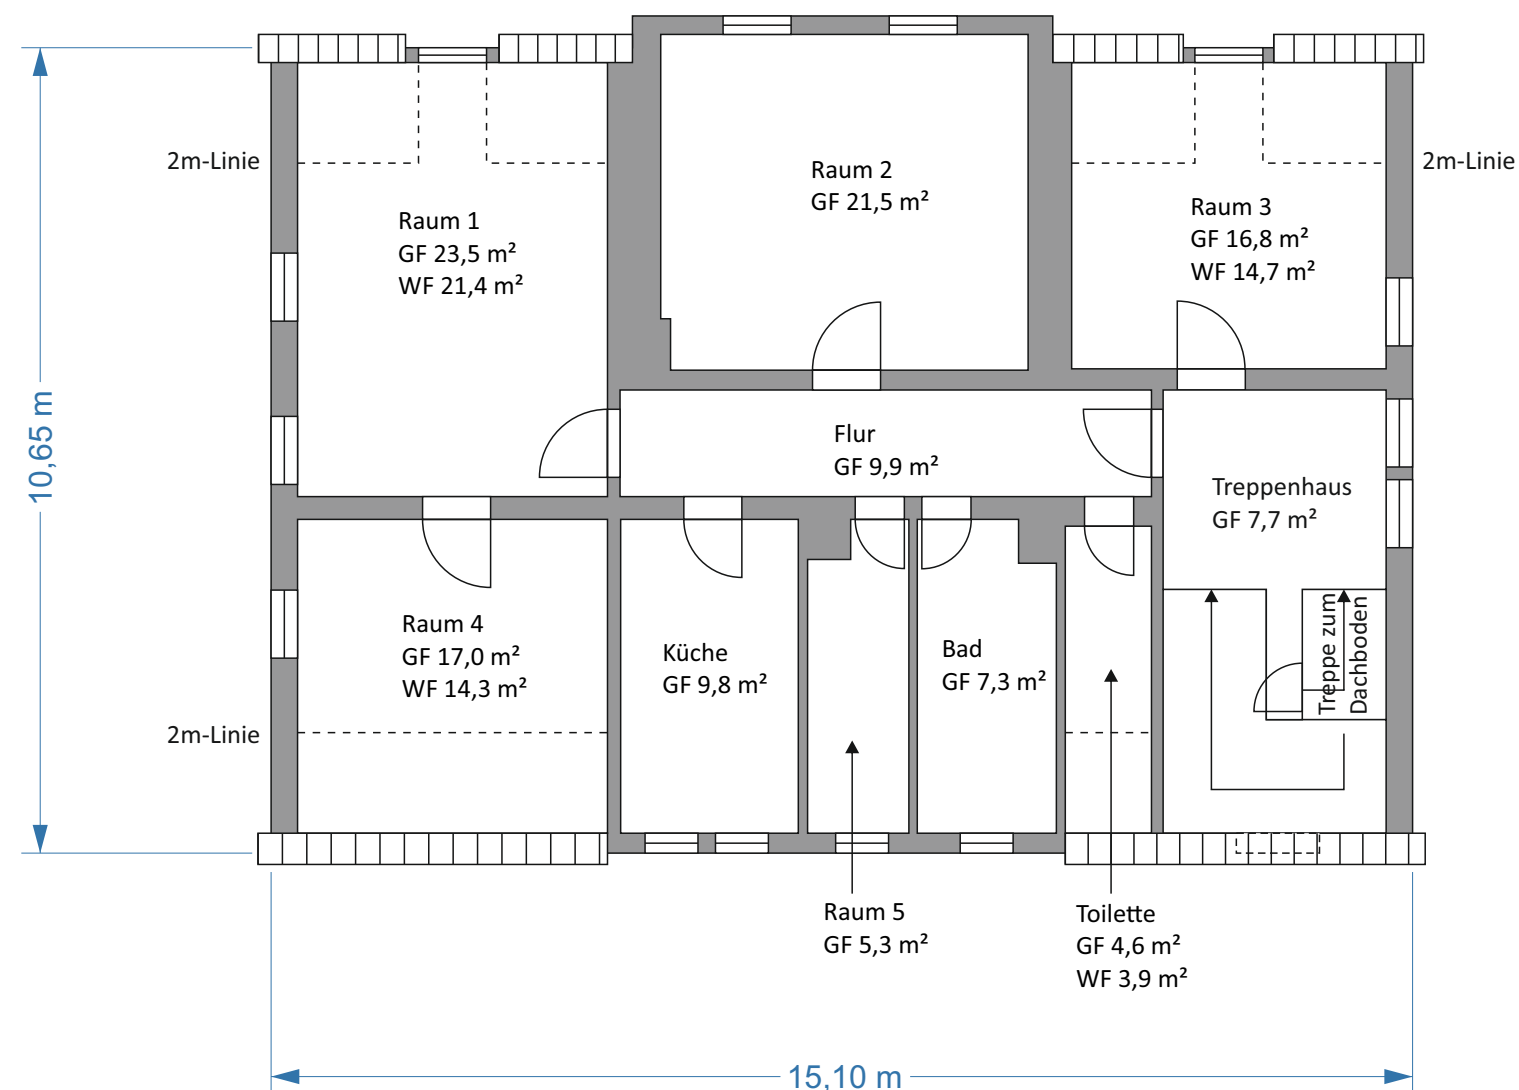 2m-Linie
2m-Linie
Raum 2
GF 21,5 m²
Raum 1
GF 23,5 m²
WF 21,4 m²
Raum 3
GF 16,8 m²
WF 14,7 m²
10,65 m
Flur
GF 9,9 m²
Treppenhaus
GF 7,7 m²
Raum 4
GF 17,0 m²
WF 14,3 m²
Küche
GF 9,8 m²
Bad
GF 7,3 m²
Treppe zum
Dachboden
2m-Linie
Raum 5
GF 5,3 m²
Toilette
GF 4,6 m²
WF 3,9 m²
15,10 m